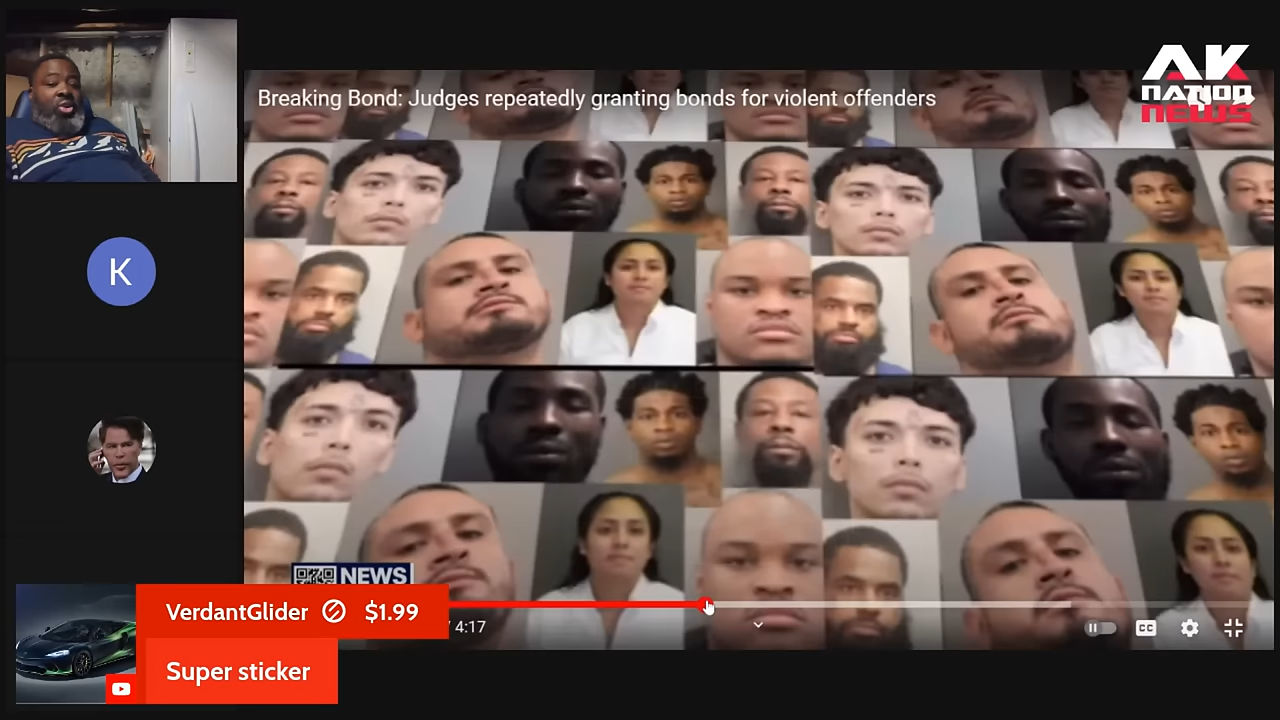 Breaking Bond: Judges repeatedly granting bonds for violent offenders
AK
NATION
NEWS
K
NEWS
VerdantGlider $1.99
/ 4:17
CC
Super sticker